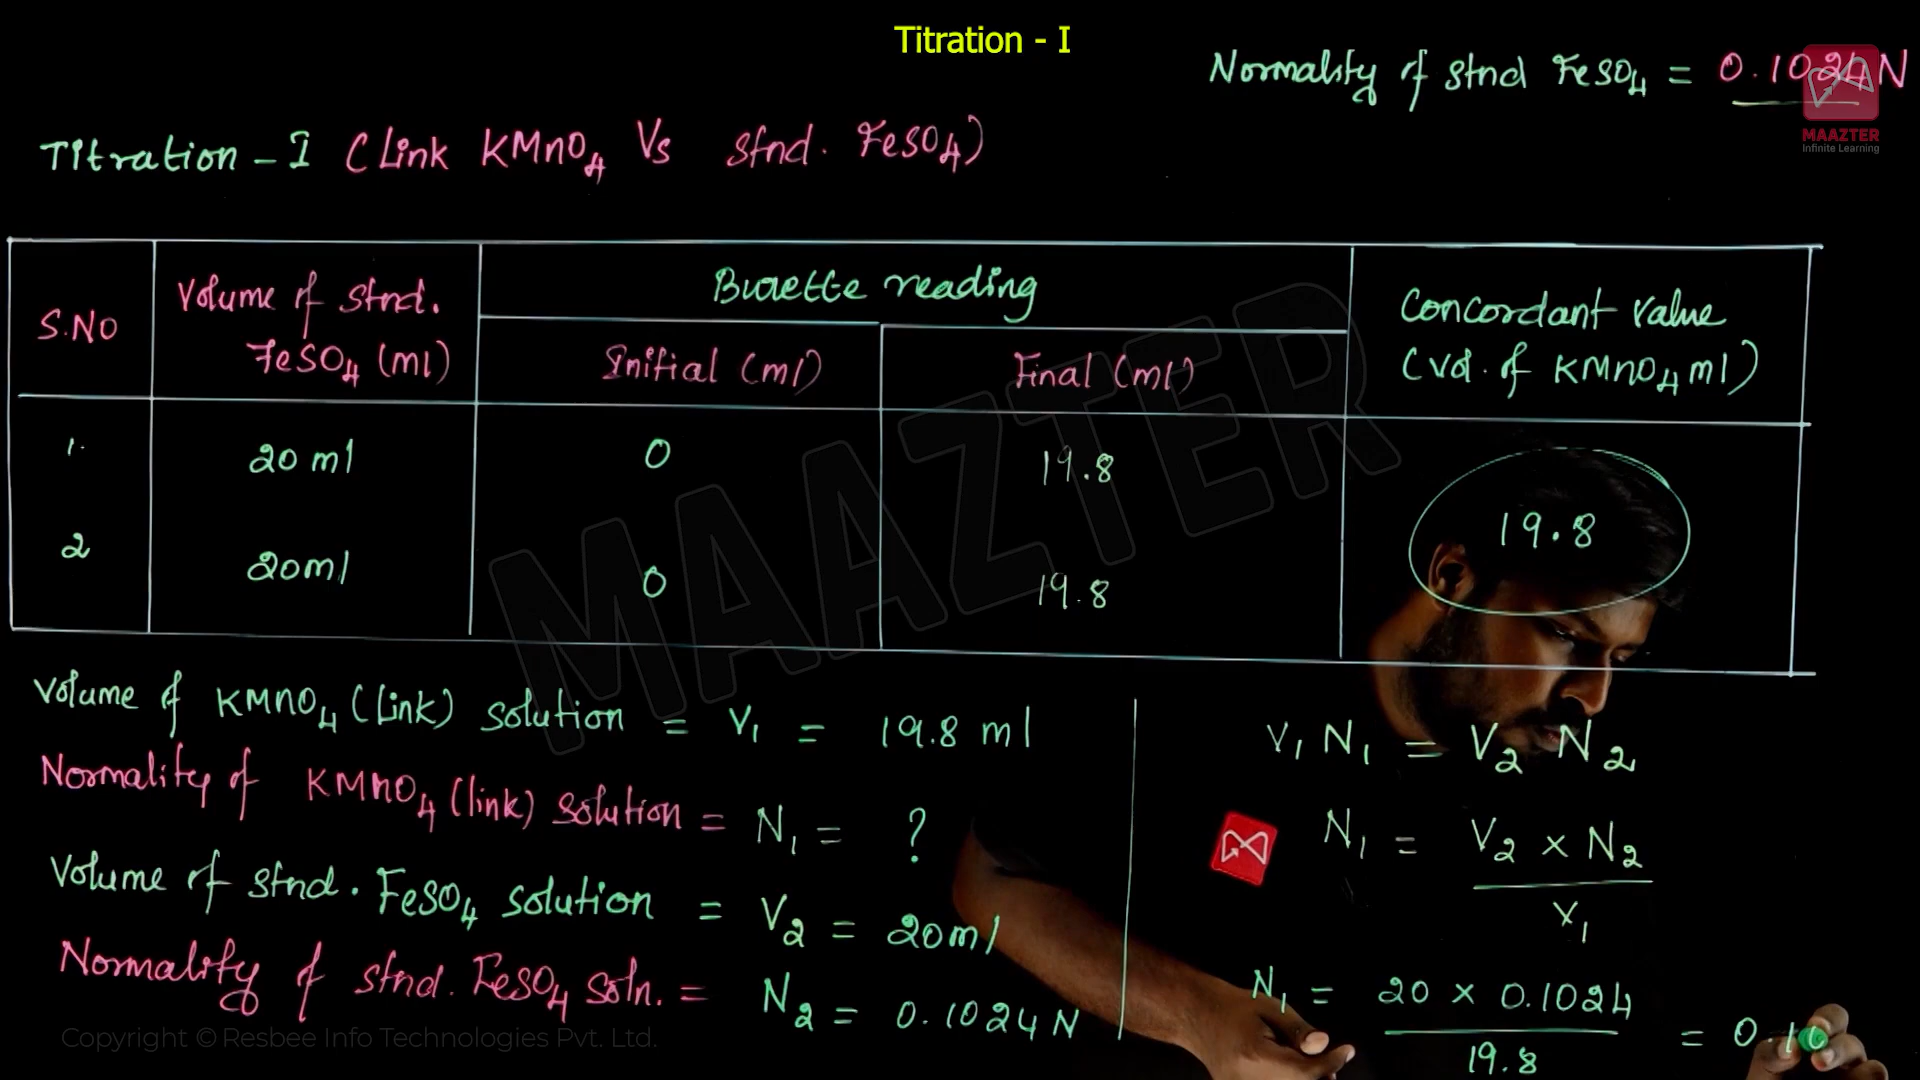 Titration - I
Normality of stnd FeSO₄ = 0.1024 N
MAAZTER
Infinite Learning
Titration - I (Link KMnO₄ Vs stnd. FeSO₄)
S.NO
Volume of stnd.
FeSO₄ (ml)
Burette reading
Initial (ml)
Final (ml)
Concordant value
(vol. of KMnO₄ ml)
1. 20 ml 0 19.8
19.8
2 20ml 0 19.8
MAAZTER
Volume of KMnO₄ (Link) solution = V₁ = 19.8 ml
Normality of KMnO₄ (link) solution = N₁ = ?
Volume of stnd. FeSO₄ solution = V₂ = 20ml
Normality of stnd. FeSO₄ soln. = N₂ = 0.1024 N
V₁ N₁ = V₂ N₂
N₁ = V₂ × N₂
V₁
N₁ = 20 × 0.1024
19.8
= 0.10
Copyright © Resbee Info Technologies Pvt. Ltd.